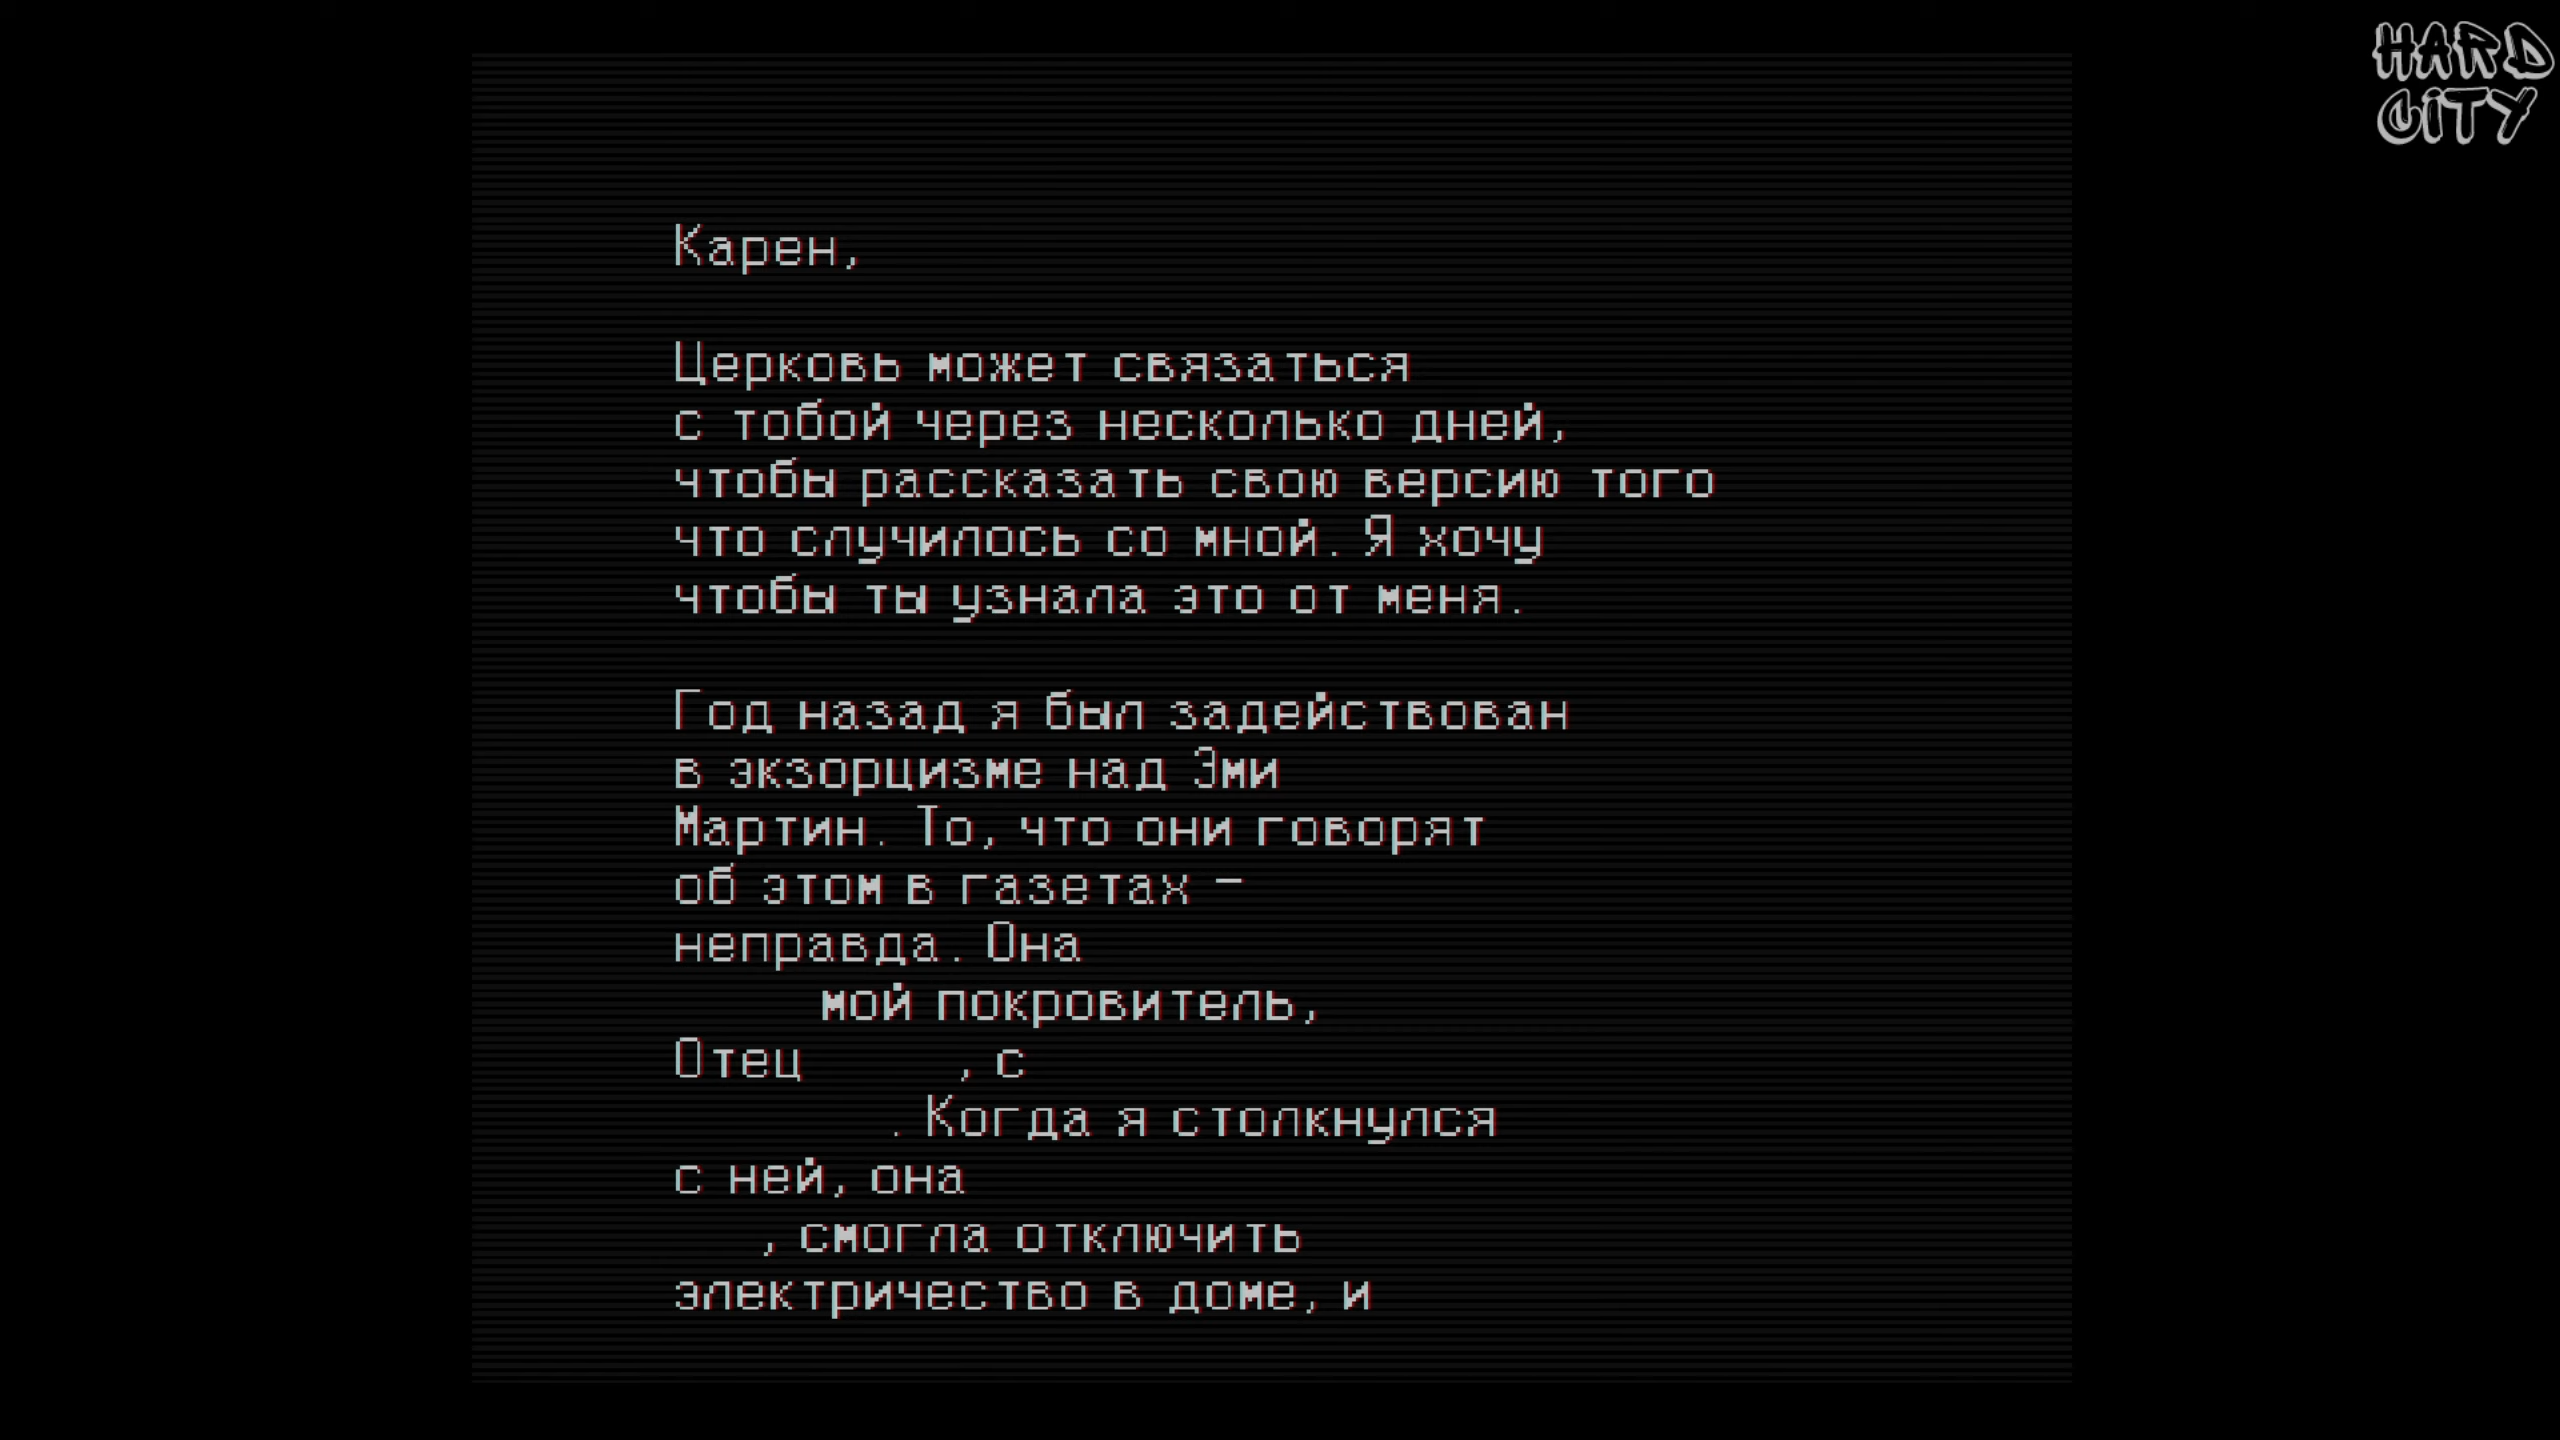 HARD
CITY
Карен,
Церковь может связаться
с тобой через несколько дней,
чтобы рассказать свою версию того
что случилось со мной. Я хочу
чтобы ты узнала это от меня.
Год назад я был задействован
в экзорцизме над Эми
Мартин. То, что они говорят
об этом в газетах –
неправда. Она
мой покровитель,
Отец , с
. Когда я столкнулся
с ней, она
, смогла отключить
электричество в доме, и